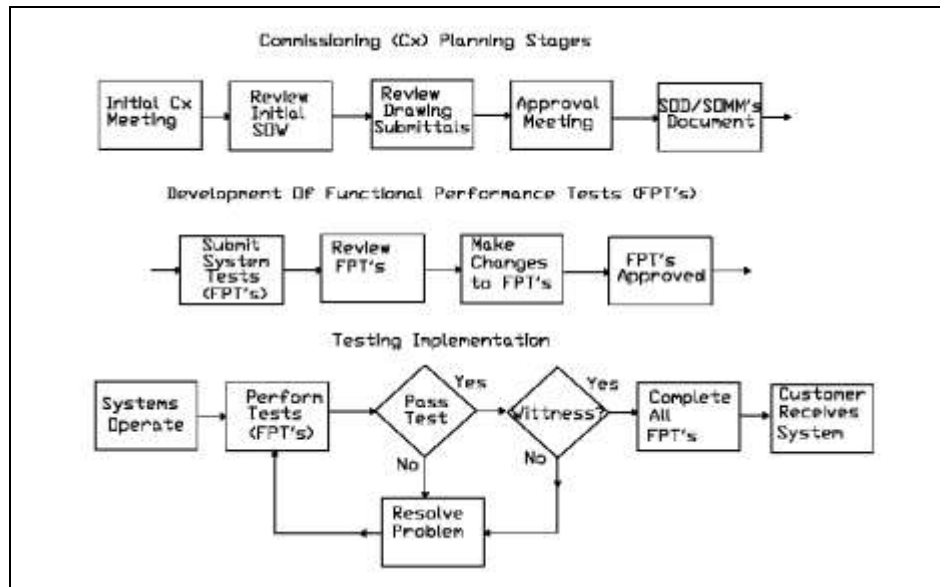 Commissioning (Cx) Planning Stages
Initial Cx
Meeting
Review
Initial
SOW
Review
Drawing
Submittals
Approval
Meeting
SOO/SOMM's
Document
Development Of Functional Performance Tests (FPT's)
Submit
System
Tests
(FPT's)
Review
FPT's
Make
Changes
to FPT's
FPT's
Approved
Testing Implementation
Systems
Operate
Perform
Tests
(FPT's)
Pass
Test
Yes
No
Wittness?
Yes
No
Complete
All
FPT's
Customer
Receives
System
Resolve
Problem